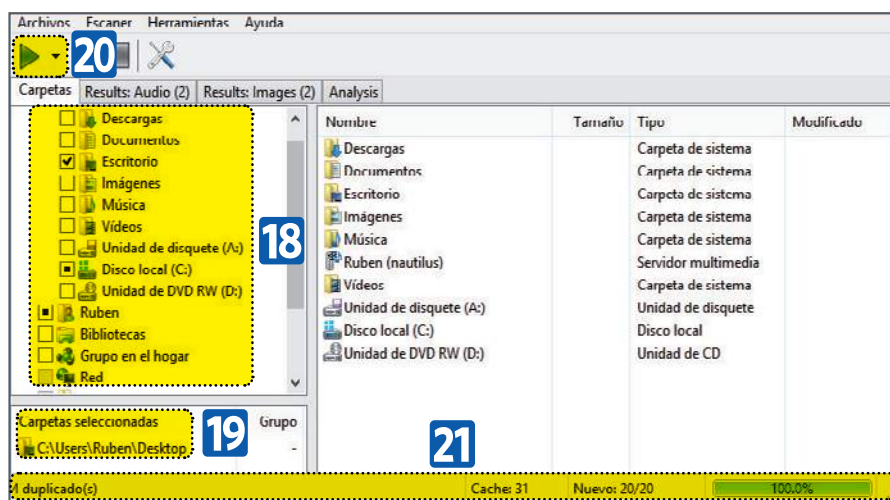 Archivos Escaner Herramientas Ayuda
20
Carpetas Results: Audio (2) Results: Images (2) Analysis
Descargas
Documentos
Escritorio
Imágenes
Música
Vídeos
Unidad de disquete (A:)
Disco local (C:)
Unidad de DVD RW (D:)
Ruben
Bibliotecas
Grupo en el hogar
Red
18
Nombre Tamaño Tipo Modificado
Descargas Carpeta de sistema
Documentos Carpeta de sistema
Escritorio Carpeta de sistema
Imágenes Carpeta de sistema
Música Carpeta de sistema
Ruben (nautilus) Servidor multimedia
Vídeos Carpeta de sistema
Unidad de disquete (A:) Unidad de disquete
Disco local (C:) Disco local
Unidad de DVD RW (D:) Unidad de CD
Carpetas seleccionadas Grupo
C:\Users\Ruben\Desktop -
19
21
duplicado(s) Cache: 31 Nuevo: 20/20 100.0%